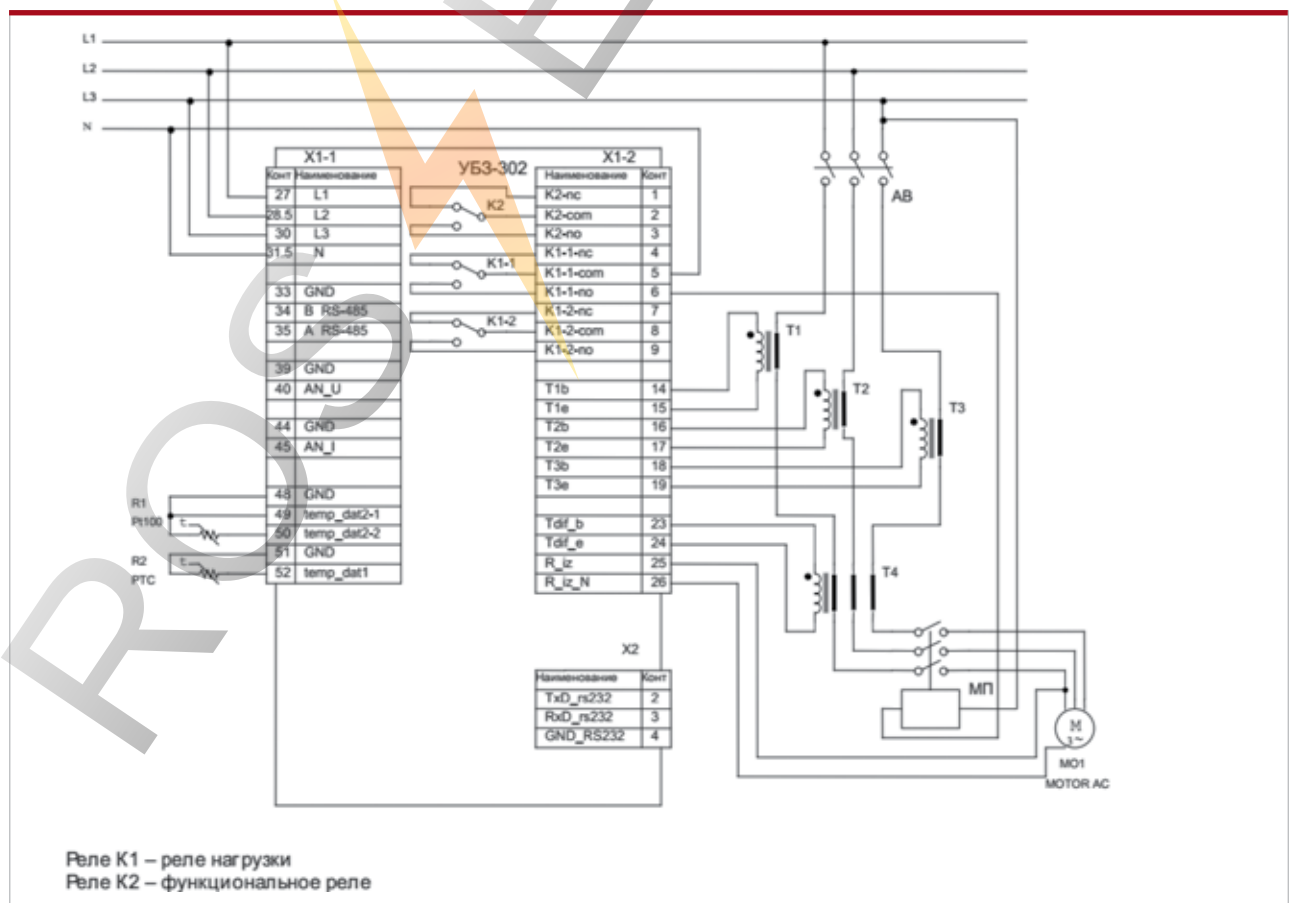 L1
L2
L3
N
УБЗ-302
X1-1
Конт Наименование
27 L1
28.5 L2
30 L3
31.5 N
33 GND
34 B RS-485
35 A RS-485
39 GND
40 AN_U
44 GND
45 AN_I
48 GND
49 temp_dat2-1
50 temp_dat2-2
51 GND
52 temp_dat1
R1
Pt100
t
R2
PTC
t
K2
K1-1
K1-2
X1-2
Наименование Конт
K2-nc 1
K2-com 2
K2-no 3
K1-1-nc 4
K1-1-com 5
K1-1-no 6
K1-2-nc 7
K1-2-com 8
K1-2-no 9
T1b 14
T1e 15
T2b 16
T2e 17
T3b 18
T3e 19
Tdif_b 23
Tdif_e 24
R_iz 25
R_iz_N 26
X2
Наименование Конт
TxD_rs232 2
RxD_rs232 3
GND_RS232 4
АВ
T1
T2
T3
T4
МП
M
3~
MO1
MOTOR AC
Реле К1 – реле нагрузки
Реле К2 – функциональное реле
ROS